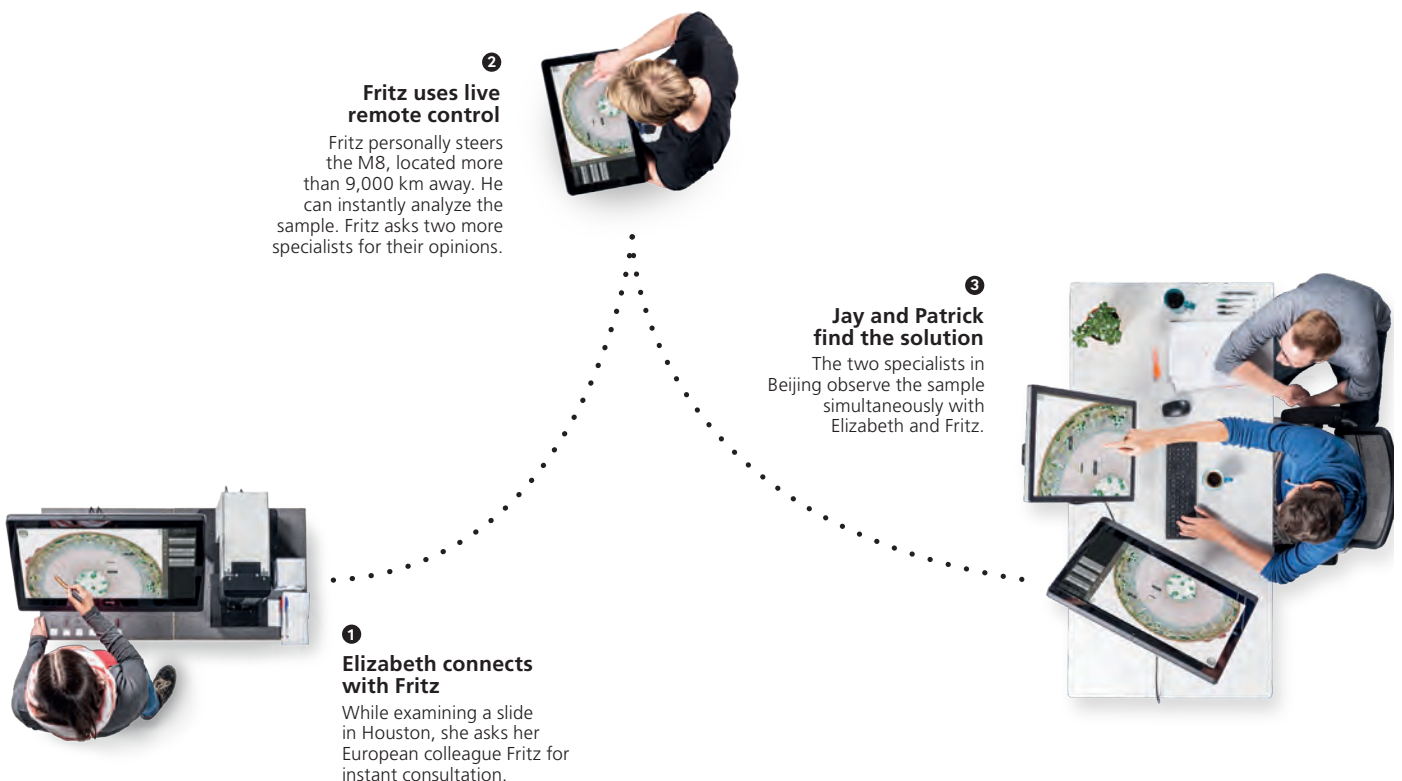 ❶
Elizabeth connects
with Fritz
While examining a slide
in Houston, she asks her
European colleague Fritz for
instant consultation.
❷
Fritz uses live
remote control
Fritz personally steers
the M8, located more
than 9,000 km away. He
can instantly analyze the
sample. Fritz asks two more
specialists for their opinions.
❸
Jay and Patrick
find the solution
The two specialists in
Beijing observe the sample
simultaneously with
Elizabeth and Fritz.